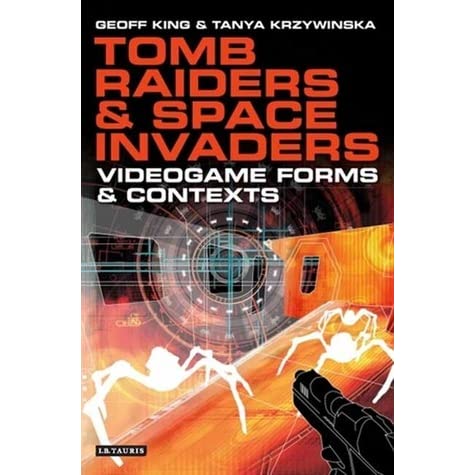 GEOFF KING & TANYA KRZYWINSKA
TOMB
RAIDERS
& SPACE
INVADERS
VIDEOGAME FORMS
& CONTEXTS
I.B.TAURIS